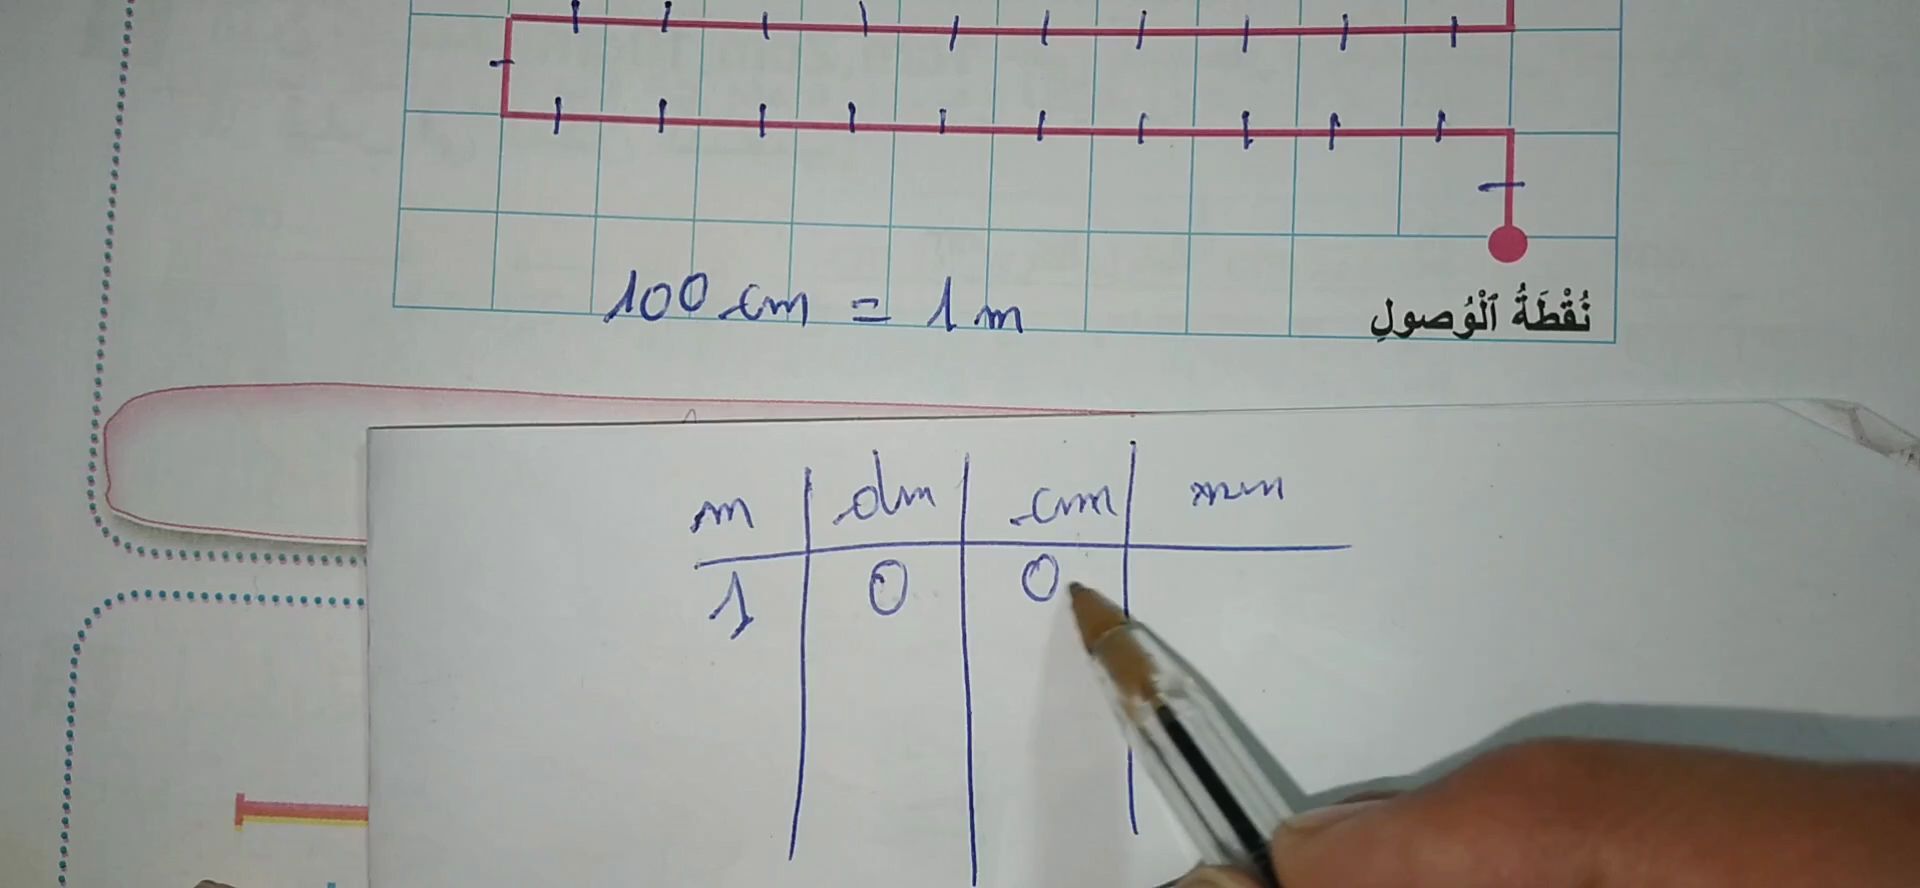 100 cm = 1 m
نُقْطَةُ ٱلْوُصولِ
m dm cm mm
1 0 0